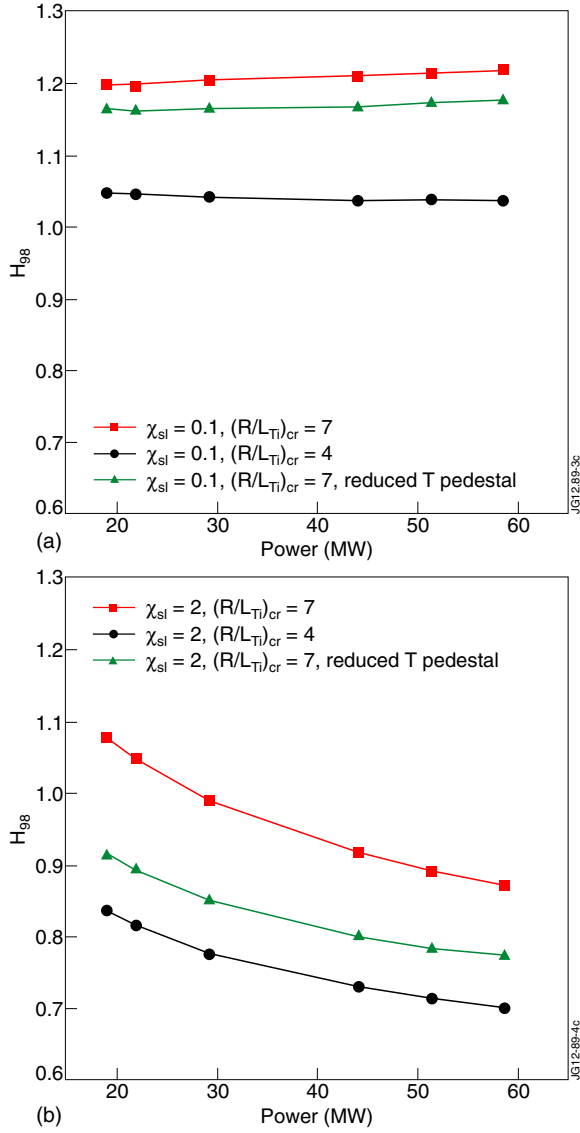 1.3
1.2
1.1
1.0
0.9
0.8
0.7
0.6
H98
χsl = 0.1, (R/LTi)cr = 7
χsl = 0.1, (R/LTi)cr = 4
χsl = 0.1, (R/LTi)cr = 7, reduced T pedestal
JG12.89-3c
20 30 40 50 60
(a) Power (MW)
1.3
1.2
1.1
1.0
0.9
0.8
0.7
0.6
H98
χsl = 2, (R/LTi)cr = 7
χsl = 2, (R/LTi)cr = 4
χsl = 2, (R/LTi)cr = 7, reduced T pedestal
JG12-89-4c
20 30 40 50 60
(b) Power (MW)